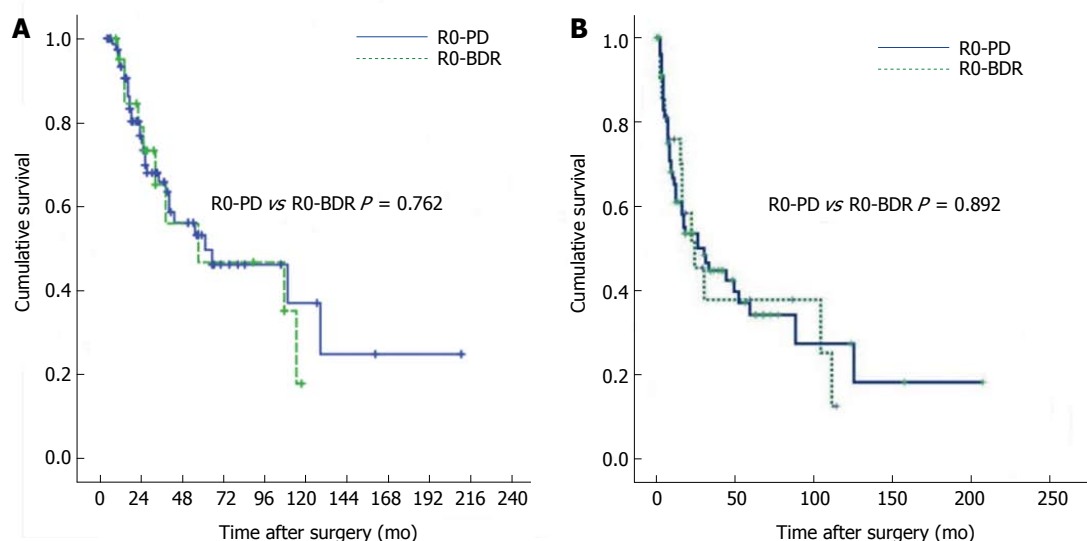 A
R0-PD
R0-BDR
R0-PD vs R0-BDR P = 0.762
Cumulative survival
1.0
0.8
0.6
0.4
0.2
0.0
0 24 48 72 96 120 144 168 192 216 240
Time after surgery (mo)
B
R0-PD
R0-BDR
R0-PD vs R0-BDR P = 0.892
Cumulative survival
1.0
0.8
0.6
0.4
0.2
0.0
0 50 100 150 200 250
Time after surgery (mo)